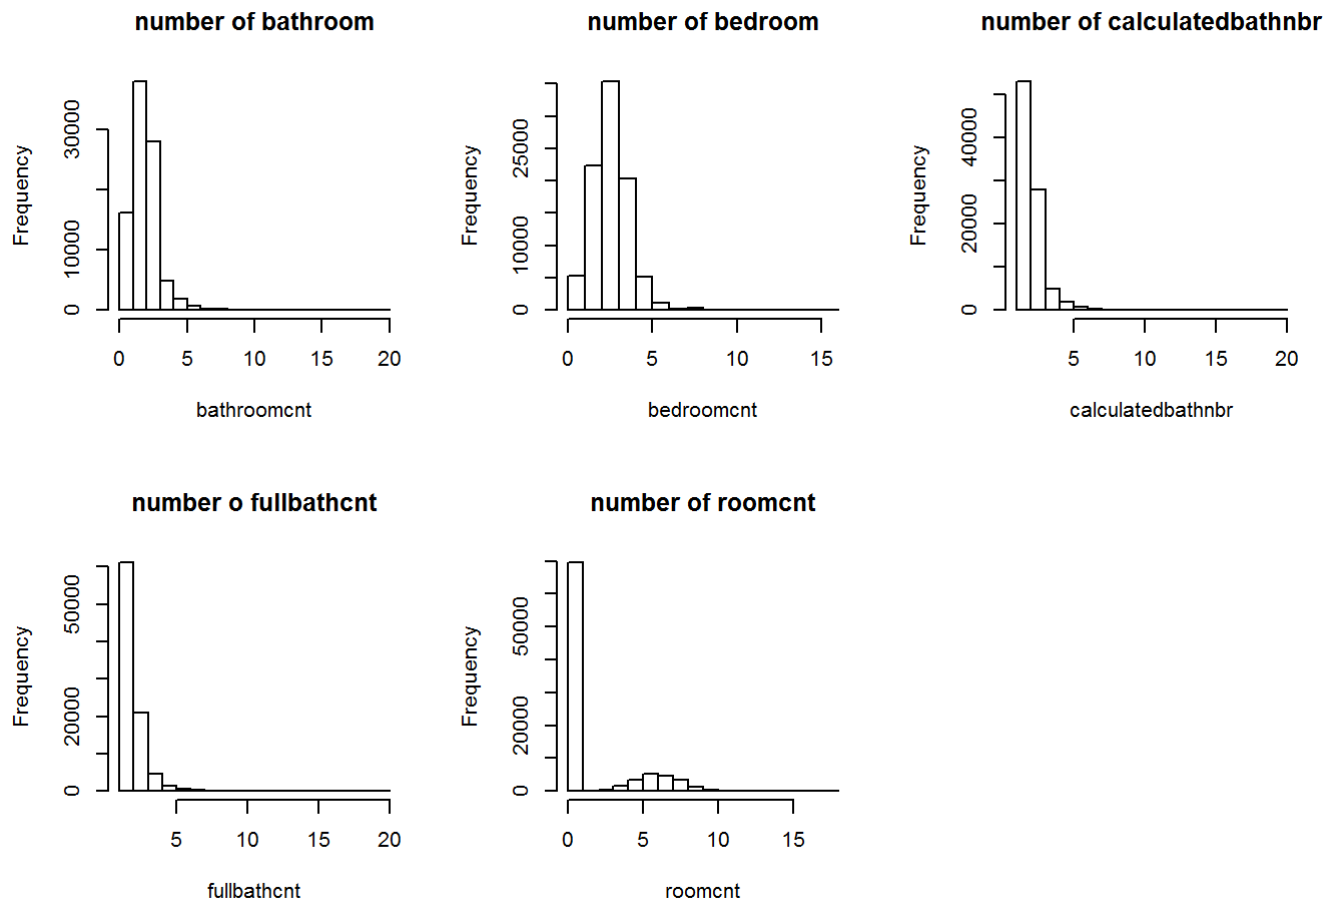 number of bathroom
Frequency
0 10000 30000
0 5 10 15 20
bathroomcnt
number of bedroom
Frequency
0 10000 25000
0 5 10 15
bedroomcnt
number of calculatedbathnbr
Frequency
0 20000 40000
5 10 15 20
calculatedbathnbr
number o fullbathcnt
Frequency
0 20000 50000
5 10 15 20
fullbathcnt
number of roomcnt
Frequency
0 20000 50000
0 5 10 15
roomcnt